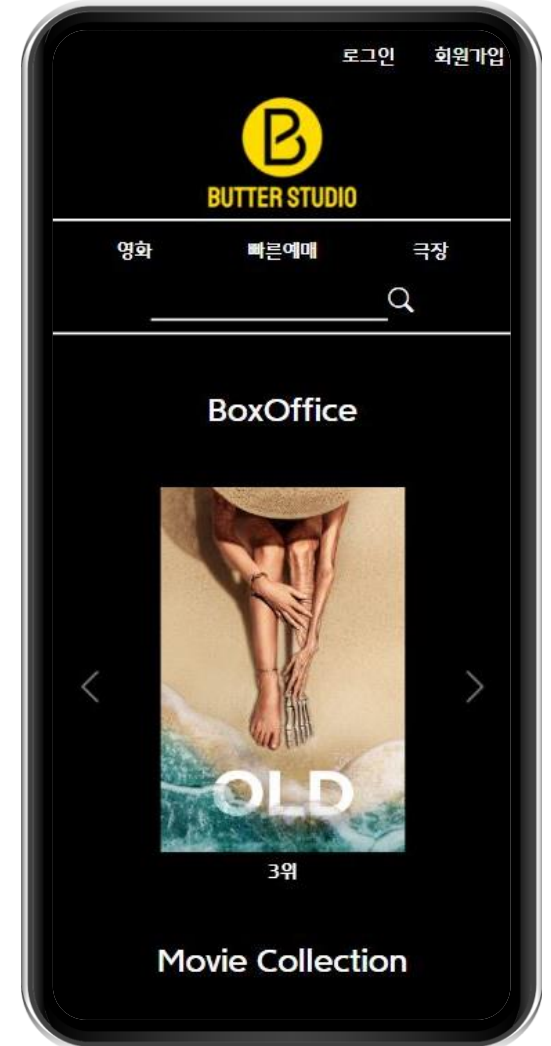 로그인 회원가입
B
BUTTER STUDIO
영화 빠른예매 극장
BoxOffice
OLD
3위
Movie Collection